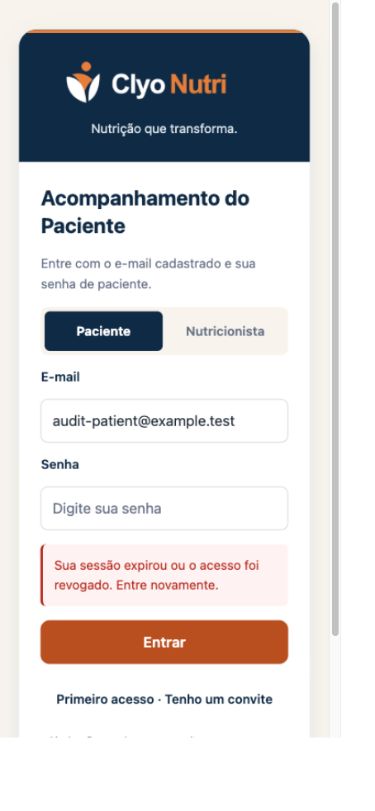 Clyo Nutri
Nutrição que transforma.
Acompanhamento do
Paciente
Entre com o e-mail cadastrado e sua
senha de paciente.
Paciente Nutricionista
E-mail
audit-patient@example.test
Senha
Digite sua senha
Sua sessão expirou ou o acesso foi
revogado. Entre novamente.
Entrar
Primeiro acesso · Tenho um convite